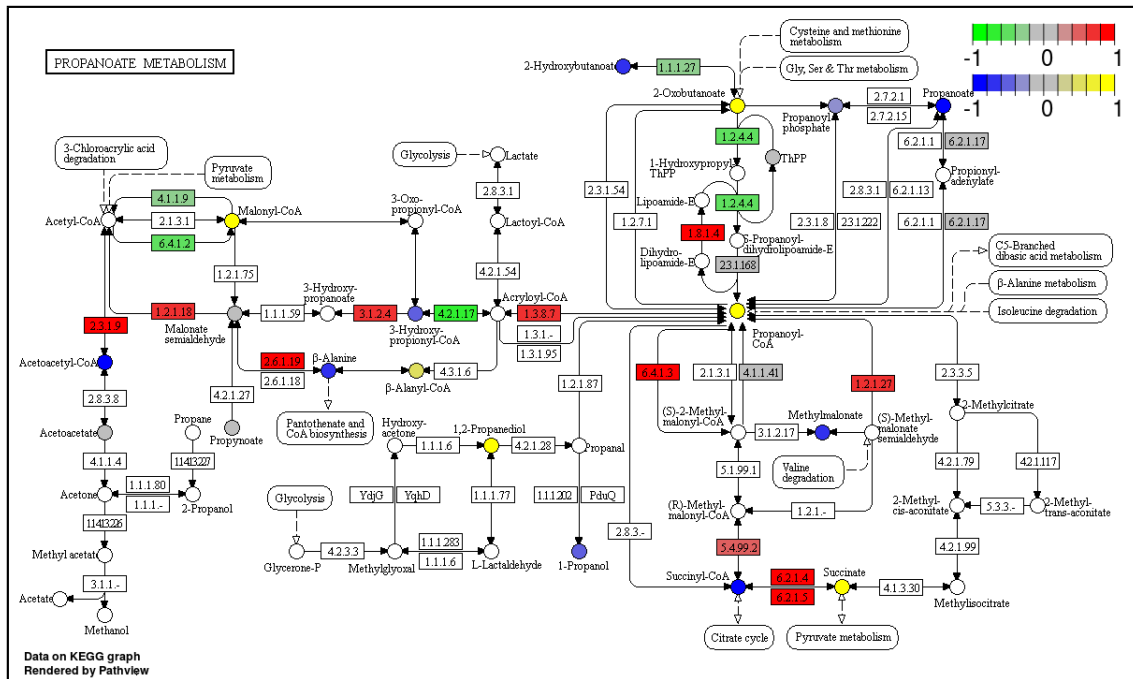 PROPANOATE METABOLISM
-1 0 1
-1 0 1
Cysteine and methionine
metabolism
Gly, Ser & Thr metabolism
2-Hydroxybutanoate
1.1.1.27
2-Oxobutanoate
Propanoyl
phosphate
2.7.2.1
2.7.2.15
Propanoate
3-Chloroacrylic acid
degradation
Pyruvate
metabolism
Glycolysis
Lactate
1.2.4.4
ThPP
6.2.1.1
6.2.1.17
1-Hydroxypropyl-
ThPP
Propionyl-
adenylate
2.3.1.54
2.8.3.1
6.2.1.13
4.1.1.9
Acetyl-CoA
2.1.3.1
Malonyl-CoA
6.4.1.2
3-Oxo-
propionyl-CoA
2.8.3.1
Lactoyl-CoA
Lipoamide-E
1.2.4.4
1.2.7.1
2.3.1.8
2.3.1.222
6.2.1.1
6.2.1.17
1.8.1.4
S-Propanoyl-
dihydrolipoamide-E
Dihydro-
lipoamide-E
2.3.1.168
C5-Branched
dibasic acid metabolism
β-Alanine metabolism
Isoleucine degradation
1.2.1.75
4.2.1.54
3-Hydroxy-
propanoate
Acryloyl-CoA
1.2.1.18
Malonate
semialdehyde
1.1.1.59
1.3.1.2.4
3-Hydroxy-
propionyl-CoA
4.2.1.17
1.3.8.7
1.3.1.-
1.3.1.95
Propanoyl-
CoA
2.3.1.9
Acetoacetyl-CoA
2.6.1.19
2.6.1.18
β-Alanine
β-Alanyl-CoA
4.3.1.6
1.2.1.87
6.4.1.3
2.1.3.1
4.1.1.41
1.2.1.27
2.3.3.5
2.8.3.8
4.2.1.27
Propynoate
Pantothenate and
CoA biosynthesis
Acetoacetate
Propane
Hydroxy-
acetone
1,2-Propanediol
1.1.1.6
4.2.1.28
Propanal
(S)-2-Methyl-
malonyl-CoA
3.1.2.17
Methylmalonate
(S)-Methyl-
malonate
semialdehyde
2-Methylcitrate
4.1.1.4
1.14.13.227
Valine
degradation
5.1.99.1
4.2.1.79
4.2.1.117
Acetone
1.1.1.80
1.1.1.-
2-Propanol
Glycolysis
YdjG
YqhD
1.1.1.77
1.1.1.202
PduQ
(R)-Methyl-
malonyl-CoA
1.2.1.-
2-Methyl-
cis-aconitate
5.3.3.-
2-Methyl-
trans-aconitate
1.14.13.226
Methyl acetate
Glycerone-P
4.2.3.3
Methylglyoxal
1.1.1.283
1.1.1.6
L-Lactaldehyde
1-Propanol
2.8.3.-
5.4.99.2
4.2.1.99
3.1.1.-
Acetate
Methanol
Succinyl-CoA
6.2.1.4
6.2.1.5
Succinate
4.1.3.30
Methylisocitrate
Citrate cycle
Pyruvate metabolism
Data on KEGG graph
Rendered by Pathview